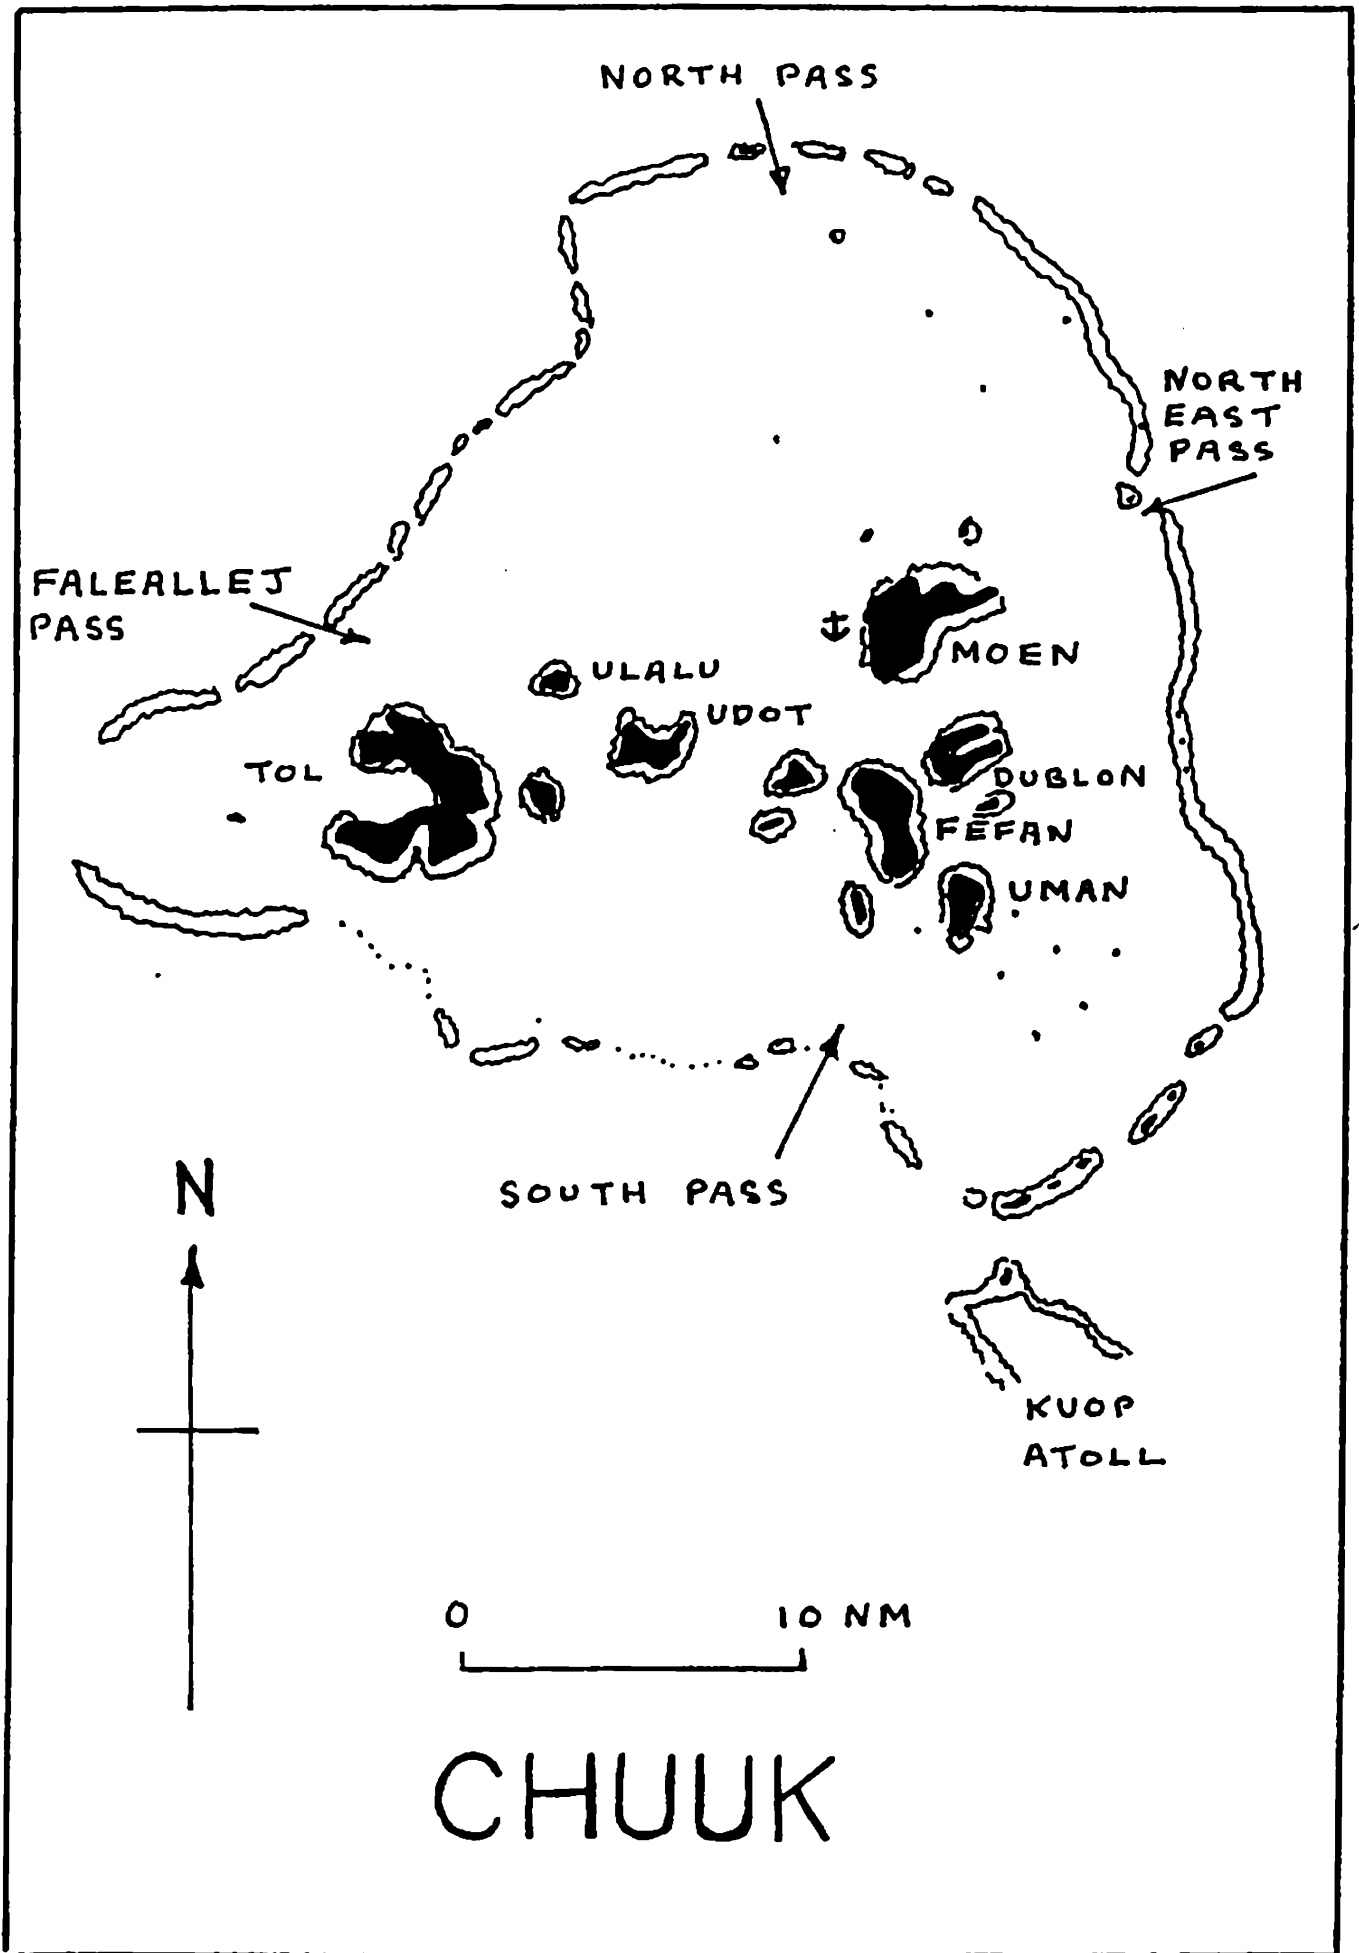 NORTH PASS
NORTH
EAST
PASS
FALEALLEJ
PASS
ULALU
MOEN
UDOT
TOL
DUBLON
FEFAN
UMAN
SOUTH PASS
N
KUOP
ATOLL
0 10 NM
CHUUK